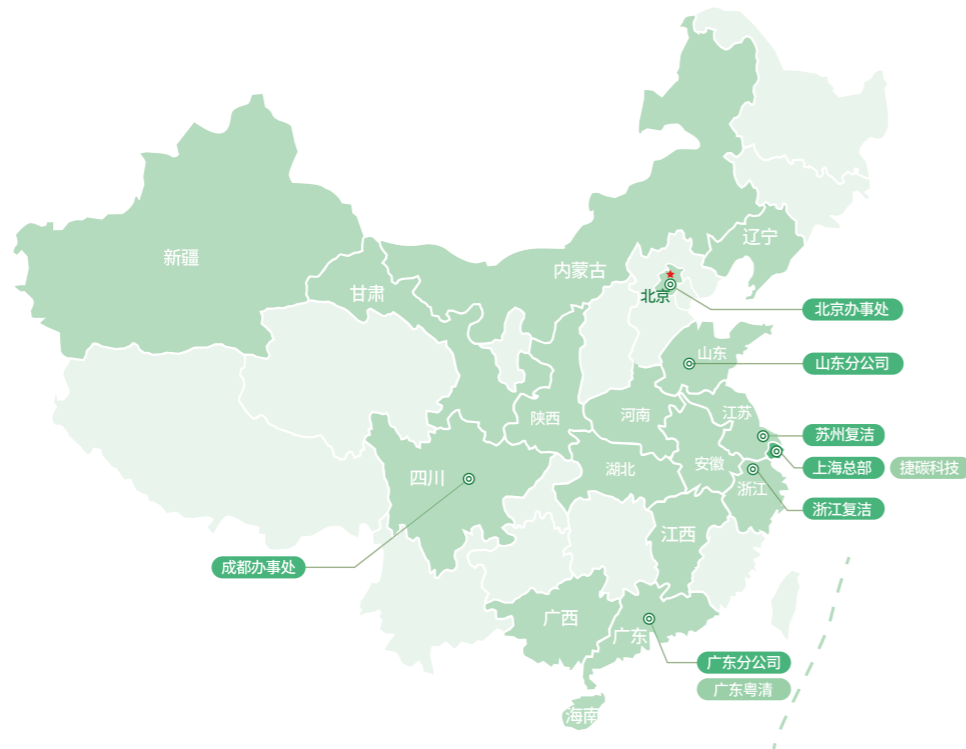 辽宁
新疆
内蒙古
甘肃
北京
北京办事处
山东
山东分公司
江苏
陕西
河南
苏州复洁
安徽
湖北
上海总部
捷碳科技
四川
浙江
浙江复洁
江西
成都办事处
广西
广东
广东分公司
广东粤清
海南